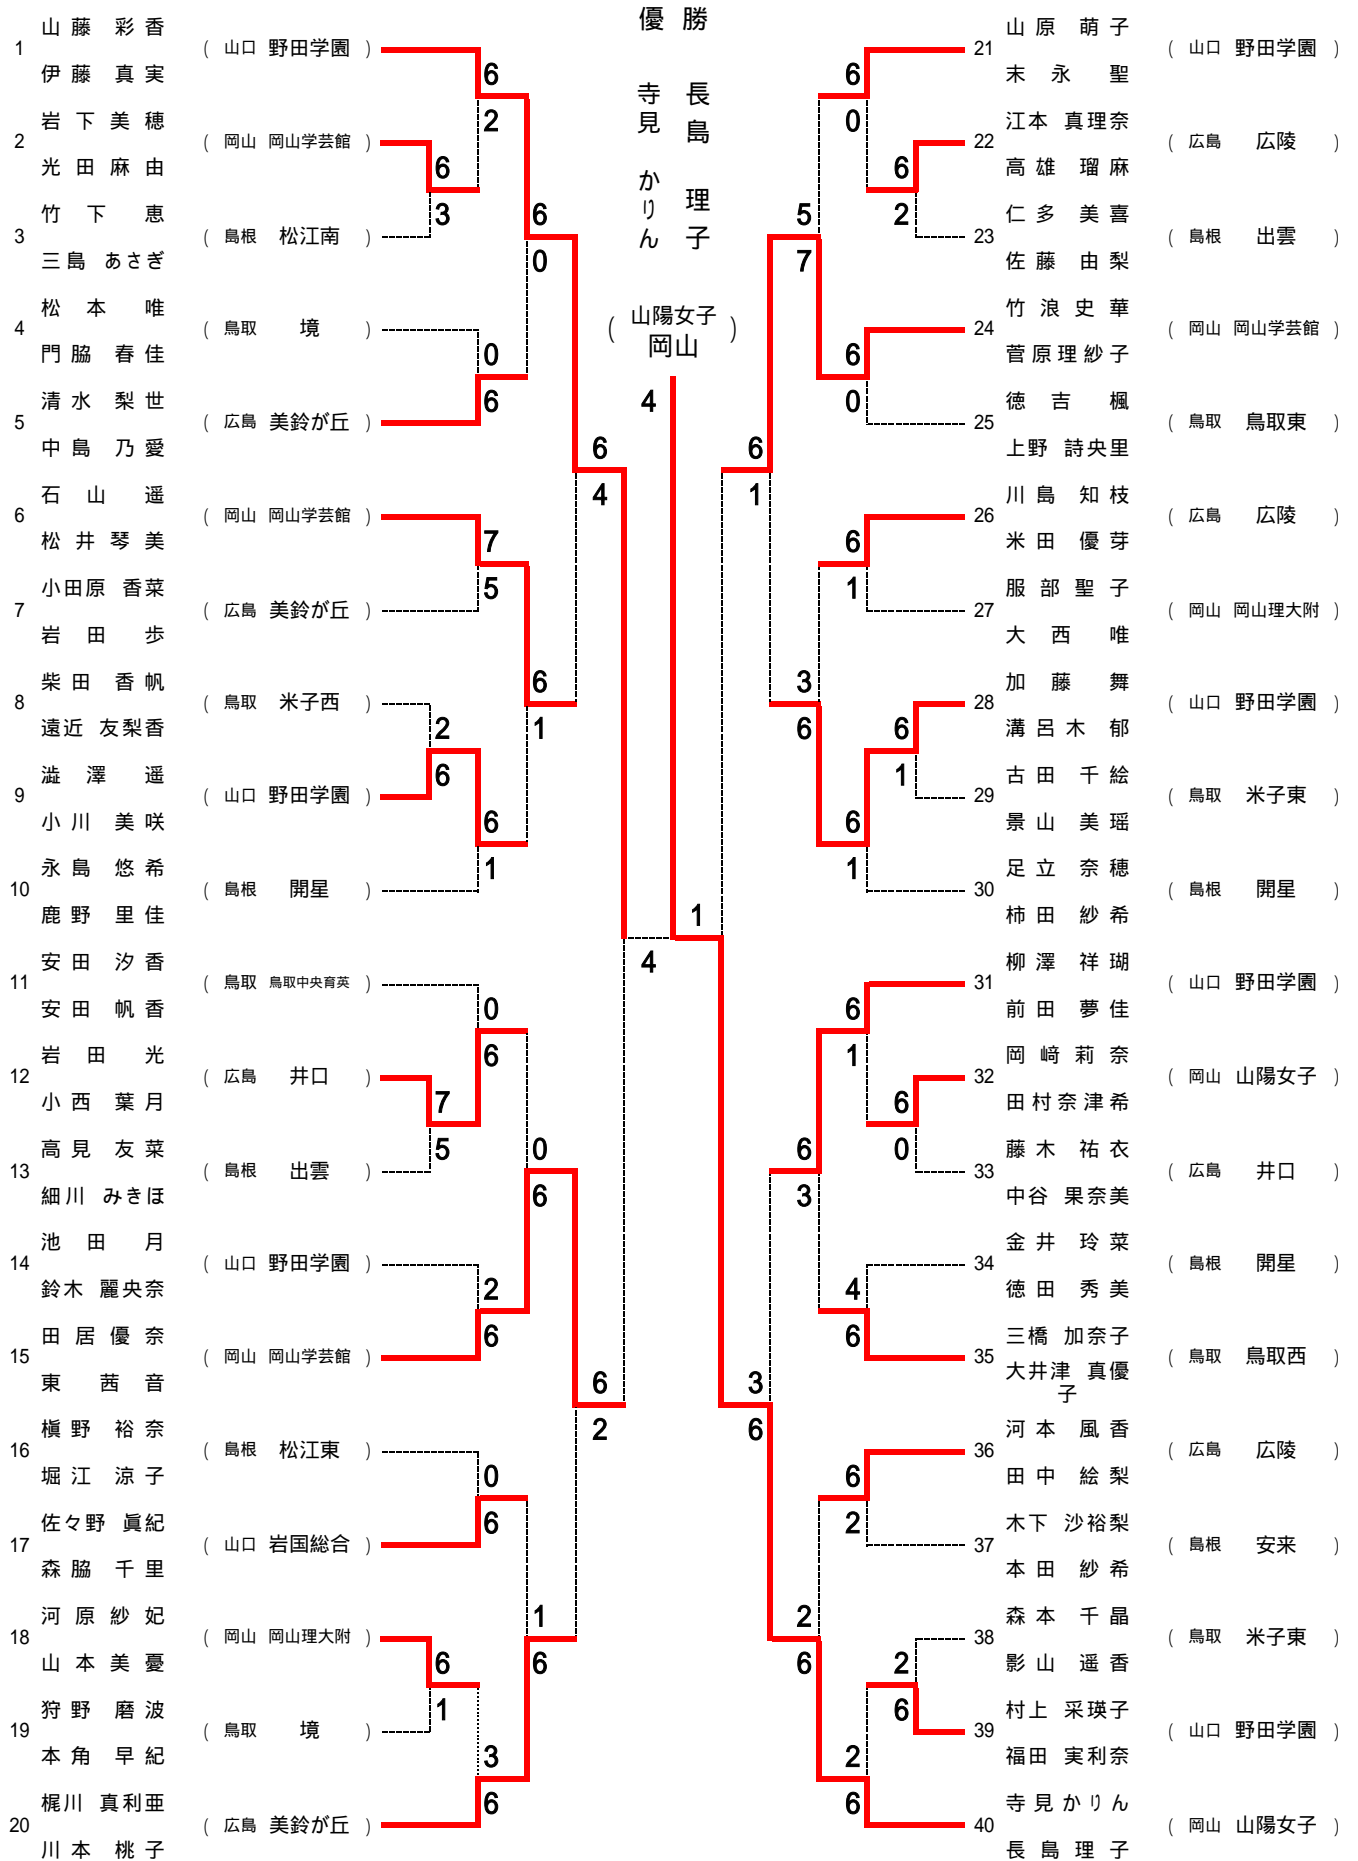 優 勝
寺見 かりん
長島 理子
( 山陽女子 )
岡山
4
1
4
山 藤 彩 香
1 ( 山口 野田学園 )
伊 藤 真 実
岩 下 美 穂
2 ( 岡山 岡山学芸館 )
光 田 麻 由
竹 下 恵
3 ( 島根 松江南 )
三島 あさぎ
松 本 唯
4 ( 鳥取 境 )
門 脇 春 佳
清 水 梨 世
5 ( 広島 美鈴が丘 )
中 島 乃 愛
石 山 遥
6 ( 岡山 岡山学芸館 )
松 井 琴 美
小田原 香菜
7 ( 広島 美鈴が丘 )
岩 田 歩
柴 田 香 帆
8 ( 鳥取 米子西 )
遠近 友梨香
澁 澤 遥
9 ( 山口 野田学園 )
小 川 美 咲
永 島 悠 希
10 ( 島根 開星 )
鹿 野 里 佳
安 田 汐 香
11 ( 鳥取 鳥取中央育英 )
安 田 帆 香
岩 田 光
12 ( 広島 井口 )
小 西 葉 月
高 見 友 菜
13 ( 島根 出雲 )
細川 みきほ
池 田 月
14 ( 山口 野田学園 )
鈴木 麗央奈
田 居 優 奈
15 ( 岡山 岡山学芸館 )
東 茜 音
槇 野 裕 奈
16 ( 島根 松江東 )
堀 江 涼 子
佐々野 眞紀
17 ( 山口 岩国総合 )
森 脇 千 里
河 原 紗 妃
18 ( 岡山 岡山理大附 )
山 本 美 憂
狩 野 磨 波
19 ( 鳥取 境 )
本 角 早 紀
梶川 真利亜
20 ( 広島 美鈴が丘 )
川 本 桃 子
6
2
6
3
6
0
0
6
6
4
7
5
6
1
2
6
6
1
0
6
7
5
0
6
2
6
6
2
0
6
1
6
6
1
3
6
山 原 萌 子
21 ( 山口 野田学園 )
末 永 聖
江本 真理奈
22 ( 広島 広陵 )
高 雄 瑠 麻
仁 多 美 喜
23 ( 島根 出雲 )
佐 藤 由 梨
竹 浪 史 華
24 ( 岡山 岡山学芸館 )
菅原理紗子
徳 吉 楓
25 ( 鳥取 鳥取東 )
上野 詩央里
川 島 知 枝
26 ( 広島 広陵 )
米 田 優 芽
服 部 聖 子
27 ( 岡山 岡山理大附 )
大 西 唯
加 藤 舞
28 ( 山口 野田学園 )
溝 呂 木 郁
古 田 千 絵
29 ( 鳥取 米子東 )
景 山 美 瑶
足 立 奈 穂
30 ( 島根 開星 )
柿 田 紗 希
柳 澤 祥 瑚
31 ( 山口 野田学園 )
前 田 夢 佳
岡 﨑 莉 奈
32 ( 岡山 山陽女子 )
田村奈津希
藤 木 祐 衣
33 ( 広島 井口 )
中谷 果奈美
金 井 玲 菜
34 ( 島根 開星 )
徳 田 秀 美
三橋 加奈子
35 ( 鳥取 鳥取西 )
大井津 真優
子
河 本 風 香
36 ( 広島 広陵 )
田 中 絵 梨
木下 沙裕梨
37 ( 島根 安来 )
本 田 紗 希
森 本 千 晶
38 ( 鳥取 米子東 )
影 山 遥 香
村上 采瑛子
39 ( 山口 野田学園 )
福田 実利奈
寺見かりん
40 ( 岡山 山陽女子 )
長 島 理 子
6
0
6
2
5
7
6
0
6
1
6
1
3
6
6
1
6
1
6
1
6
0
6
3
4
6
3
6
6
2
2
6
2
6
2
6